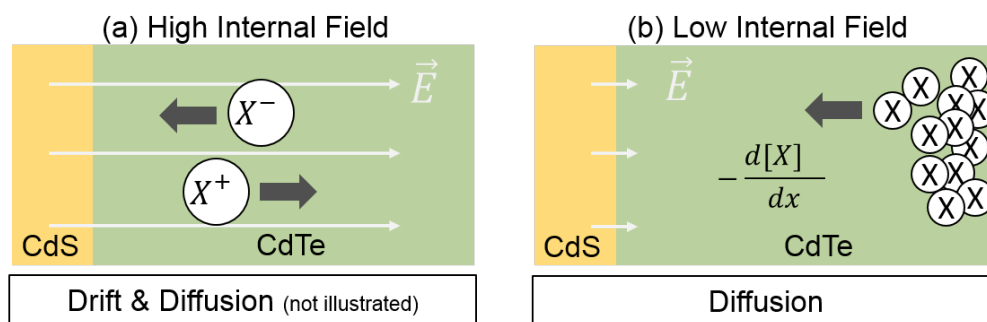 (a) High Internal Field
(b) Low Internal Field
X⁻
E⃗
X⁺
CdS
CdTe
Drift & Diffusion (not illustrated)
E⃗
X
X
X
X
X
X
X
X
X
X
X
X
− d[X]/dx
CdS
CdTe
Diffusion